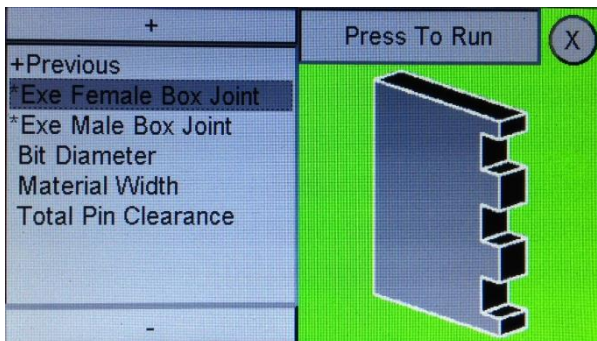 +
Press To Run
X
+Previous
*Exe Female Box Joint
*Exe Male Box Joint
Bit Diameter
Material Width
Total Pin Clearance
-